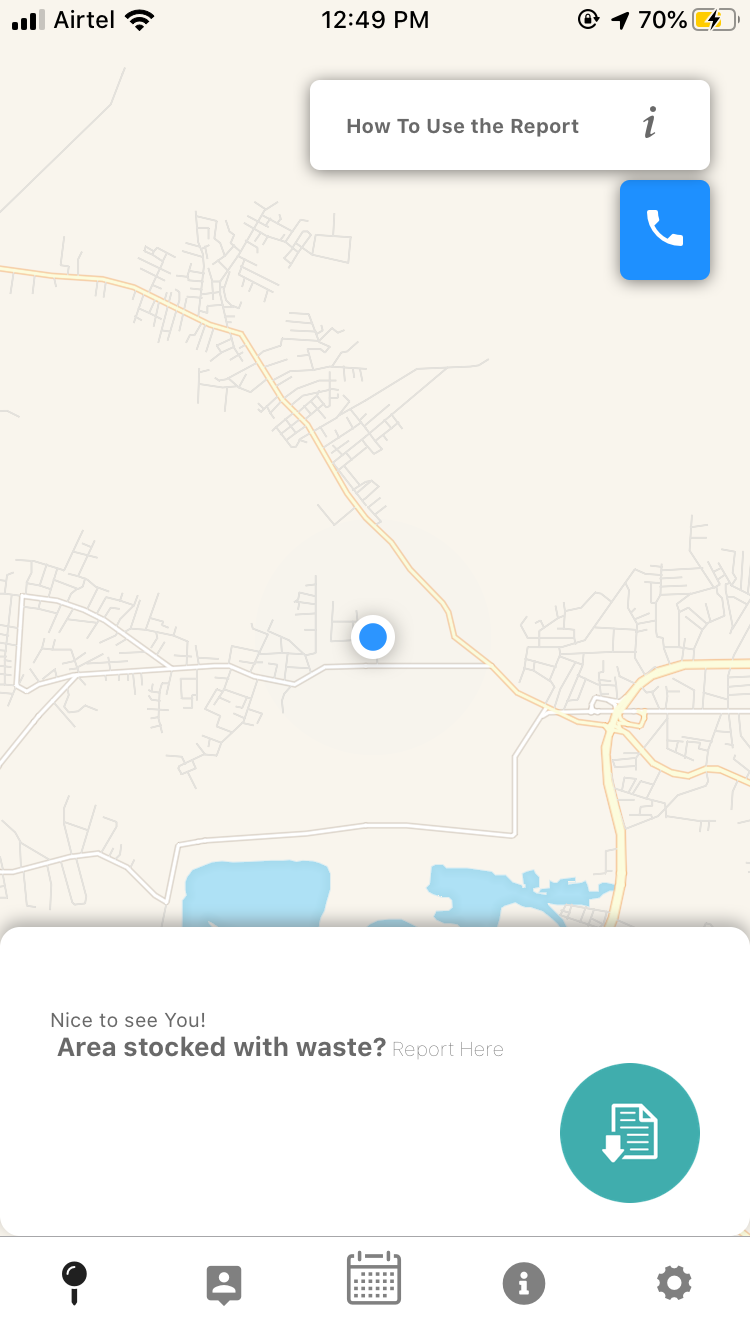 Airtel 12:49 PM 70%
How To Use the Report i
Nice to see You!
Area stocked with waste? Report Here